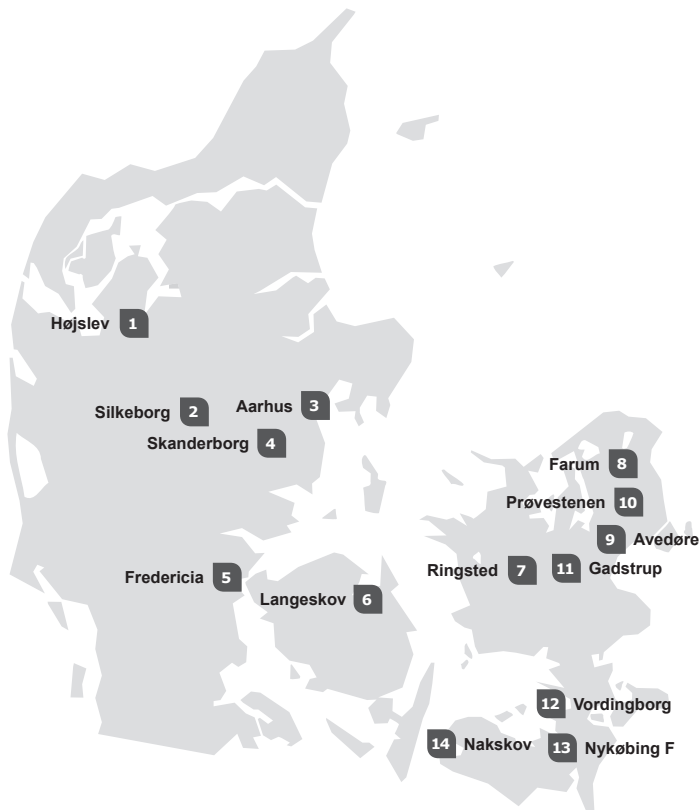 Højslev 1
Silkeborg 2
Aarhus 3
Skanderborg 4
Farum 8
Prøvestenen 10
9 Avedøre
Ringsted 7
11 Gadstrup
Fredericia 5
Langeskov 6
12 Vordingborg
14 Nakskov
13 Nykøbing F